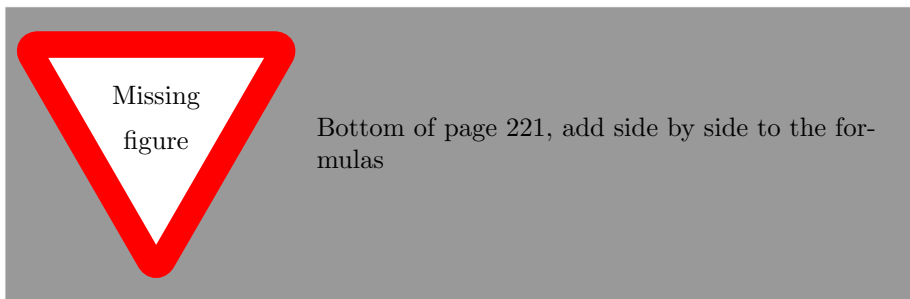 Missing
figure
Bottom of page 221, add side by side to the for-
mulas